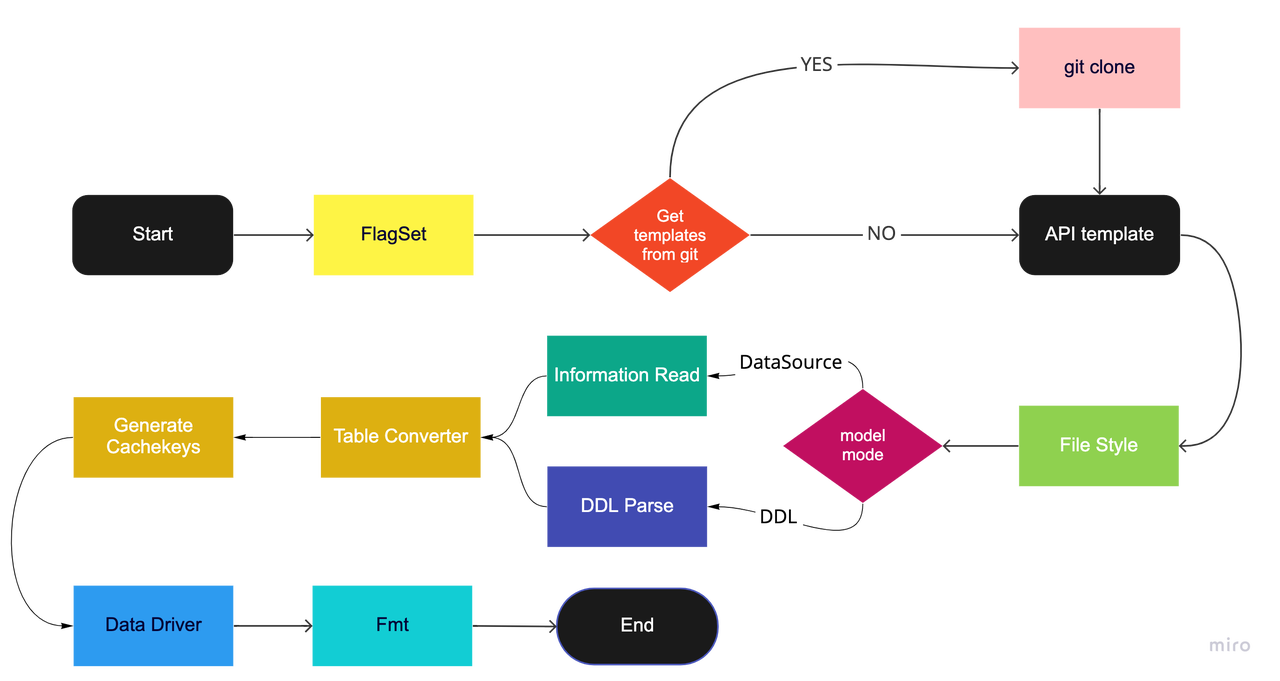 YES
git clone
Start
FlagSet
Get
templates
from git
NO
API template
Information Read
DataSource
Generate
Cachekeys
Table Converter
model
mode
File Style
DDL Parse
DDL
Data Driver
Fmt
End
miro